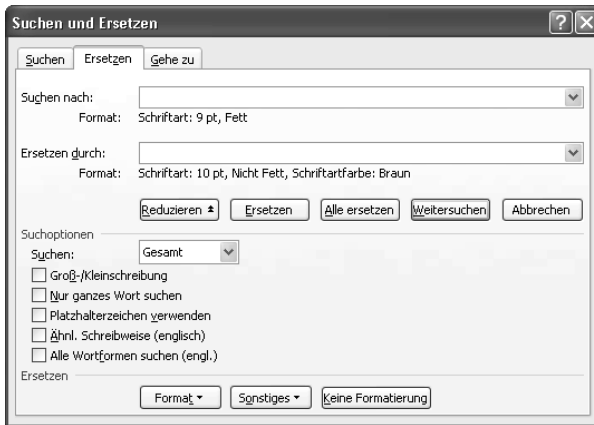 Suchen und Ersetzen
Suchen Ersetzen Gehe zu
Suchen nach:
Format: Schriftart: 9 pt, Fett
Ersetzen durch:
Format: Schriftart: 10 pt, Nicht Fett, Schriftartfarbe: Braun
Reduzieren Ersetzen Alle ersetzen Weitersuchen Abbrechen
Suchoptionen
Suchen: Gesamt
Groß-/Kleinschreibung
Nur ganzes Wort suchen
Platzhalterzeichen verwenden
Ähnl. Schreibweise (englisch)
Alle Wortformen suchen (engl.)
Ersetzen
Format Sonstiges Keine Formatierung